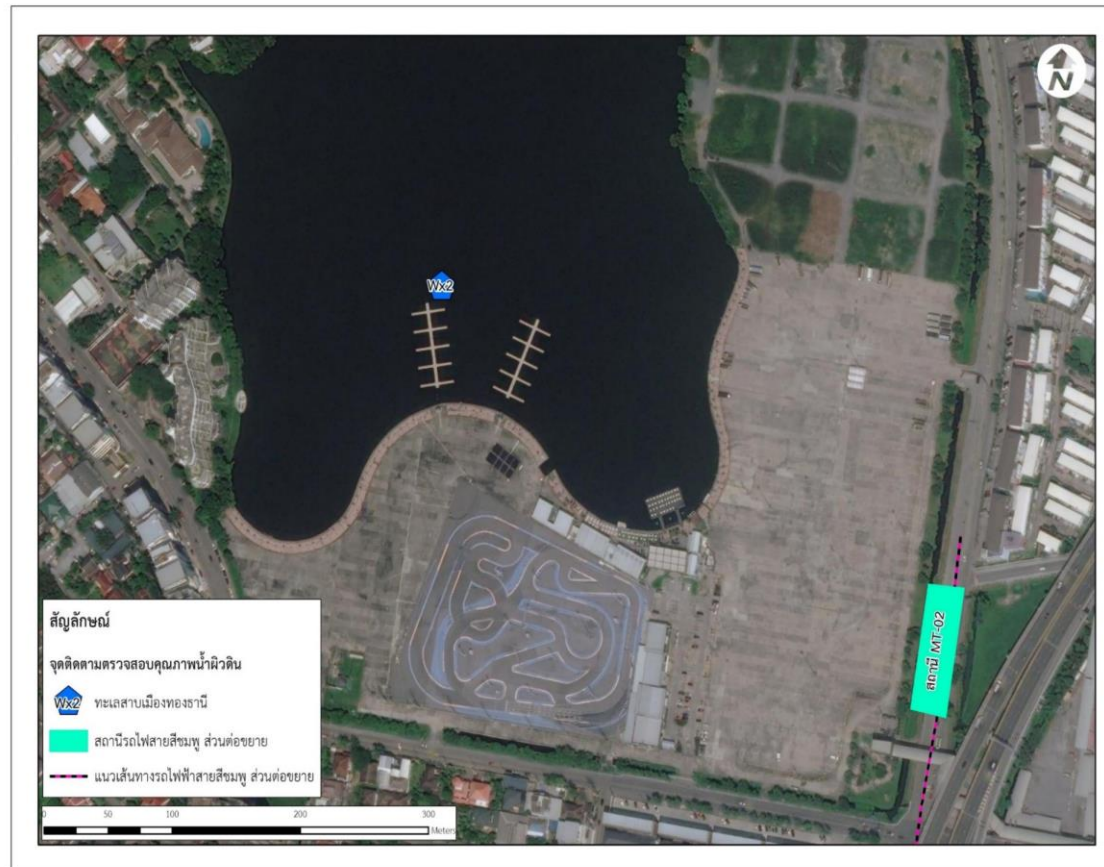 N
Wx2
สถานี MT-02
สัญลักษณ์
จุดติดตามตรวจสอบคุณภาพน้ำผิวดิน
Wx2 ทะเลสาบเมืองทองธานี
สถานีรถไฟสายสีชมพู ส่วนต่อขยาย
แนวเส้นทางรถไฟฟ้าสายสีชมพู ส่วนต่อขยาย
0 50 100 200 300
Meters